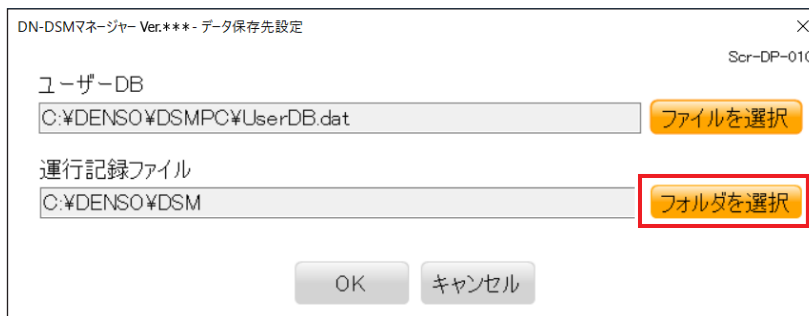 DN-DSMマネージャー Ver.*** - データ保存先設定
Scr-DP-010
ユーザーDB
C:¥DENSO¥DSMPC¥UserDB.dat
ファイルを選択
運行記録ファイル
C:¥DENSO¥DSM
フォルダを選択
OK
キャンセル